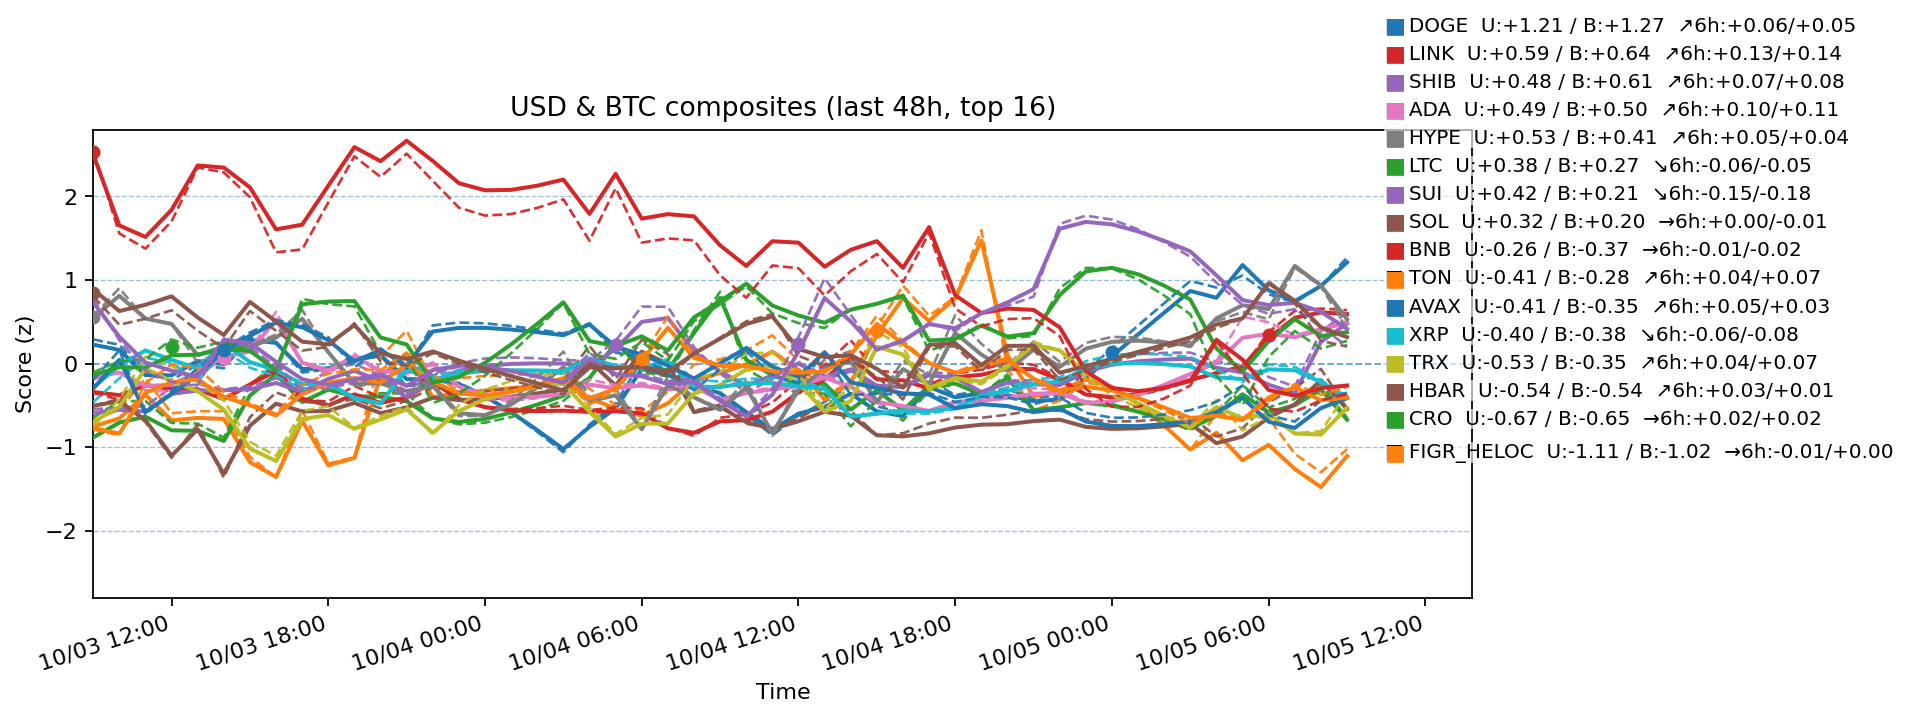 DOGE U:+1.21 / B:+1.27 ↗6h:+0.06/+0.05
LINK U:+0.59 / B:+0.64 ↗6h:+0.13/+0.14
SHIB U:+0.48 / B:+0.61 ↗6h:+0.07/+0.08
ADA U:+0.49 / B:+0.50 ↗6h:+0.10/+0.11
HYPE U:+0.53 / B:+0.41 ↗6h:+0.05/+0.04
LTC U:+0.38 / B:+0.27 ↘6h:-0.06/-0.05
SUI U:+0.42 / B:+0.21 ↘6h:-0.15/-0.18
SOL U:+0.32 / B:+0.20 →6h:+0.00/-0.01
BNB U:-0.26 / B:-0.37 →6h:-0.01/-0.02
TON U:-0.41 / B:-0.28 ↗6h:+0.04/+0.07
AVAX U:-0.41 / B:-0.35 ↗6h:+0.05/+0.03
XRP U:-0.40 / B:-0.38 ↘6h:-0.06/-0.08
TRX U:-0.53 / B:-0.35 ↗6h:+0.04/+0.07
HBAR U:-0.54 / B:-0.54 ↗6h:+0.03/+0.01
CRO U:-0.67 / B:-0.65 →6h:+0.02/+0.02
FIGR_HELOC U:-1.11 / B:-1.02 →6h:-0.01/+0.00
USD & BTC composites (last 48h, top 16)
Score (z)
2
1
0
−1
−2
10/03 12:00
10/03 18:00
10/04 00:00
10/04 06:00
10/04 12:00
10/04 18:00
10/05 00:00
10/05 06:00
10/05 12:00
Time